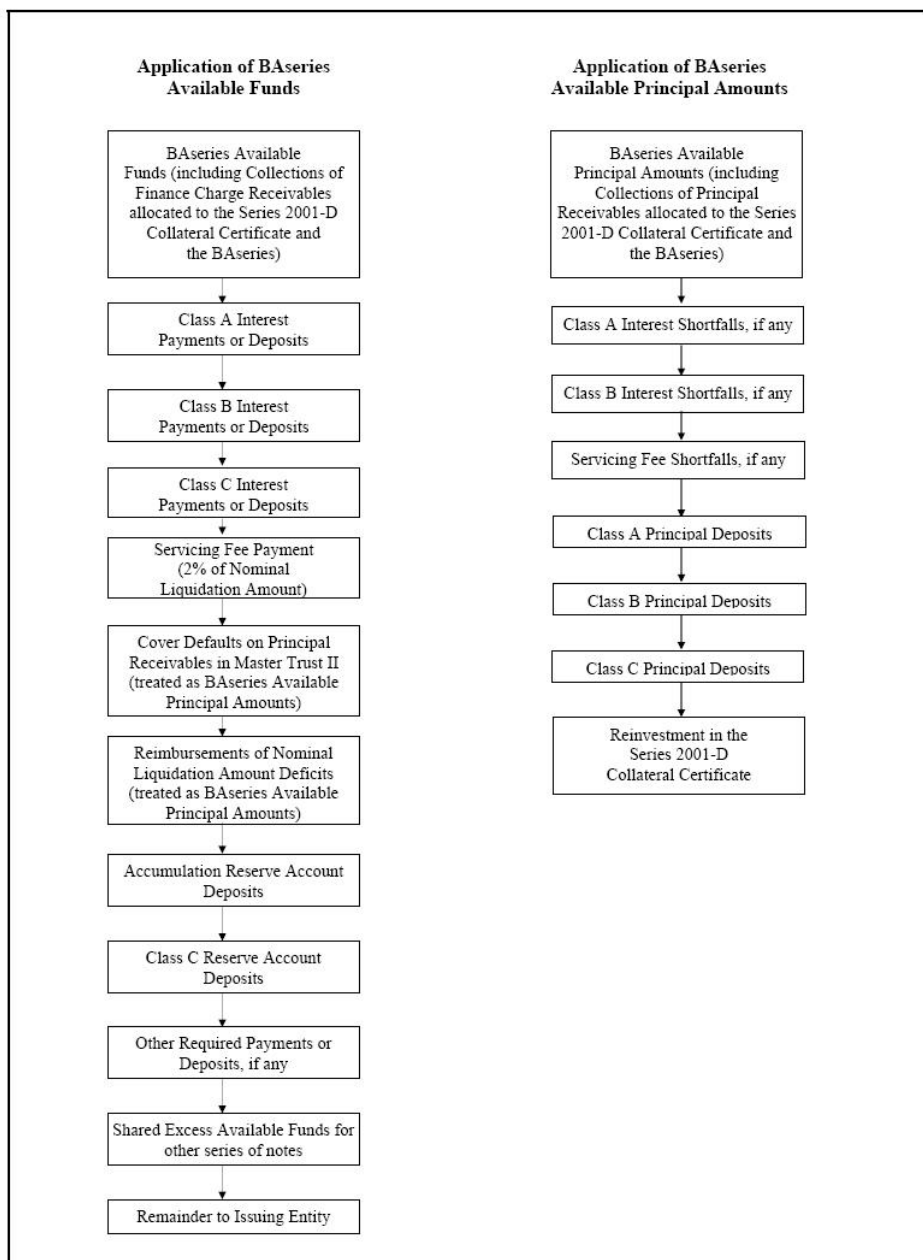 Application of BAseries
Available Funds
BAseries Available
Funds (including Collections of
Finance Charge Receivables
allocated to the Series 2001-D
Collateral Certificate and
the BAseries)
Class A Interest
Payments or Deposits
Class B Interest
Payments or Deposits
Class C Interest
Payments or Deposits
Servicing Fee Payment
(2% of Nominal
Liquidation Amount)
Cover Defaults on Principal
Receivables in Master Trust II
(treated as BAseries Available
Principal Amounts)
Reimbursements of Nominal
Liquidation Amount Deficits
(treated as BAseries Available
Principal Amounts)
Accumulation Reserve Account
Deposits
Class C Reserve Account
Deposits
Other Required Payments or
Deposits, if any
Shared Excess Available Funds for
other series of notes
Remainder to Issuing Entity
Application of BAseries
Available Principal Amounts
BAseries Available
Principal Amounts (including
Collections of Principal
Receivables allocated to the Series
2001-D Collateral Certificate and
the BAseries)
Class A Interest Shortfalls, if any
Class B Interest Shortfalls, if any
Servicing Fee Shortfalls, if any
Class A Principal Deposits
Class B Principal Deposits
Class C Principal Deposits
Reinvestment in the
Series 2001-D
Collateral Certificate